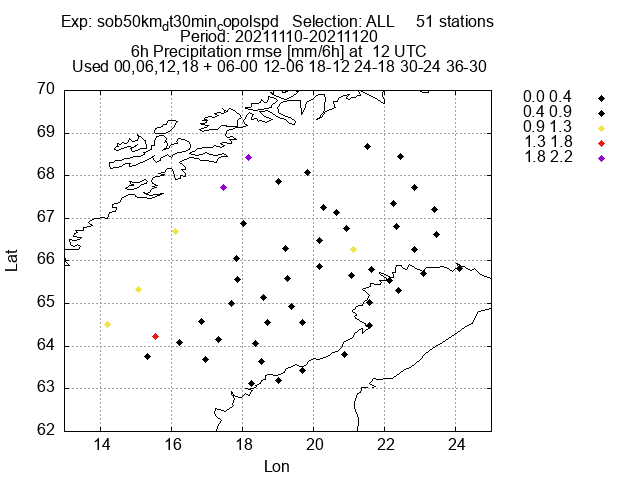 Exp: sob50km_dt30min_copolspd   Selection: ALL     51 stations
Period: 20211110-20211120
6h Precipitation rmse [mm/6h] at  12 UTC
Used 00,06,12,18 + 06-00 12-06 18-12 24-18 30-24 36-30
0.0 0.4
0.4 0.9
0.9 1.3
1.3 1.8
1.8 2.2
70
69
68
67
66
65
64
63
62
Lat
14 16 18 20 22 24
Lon